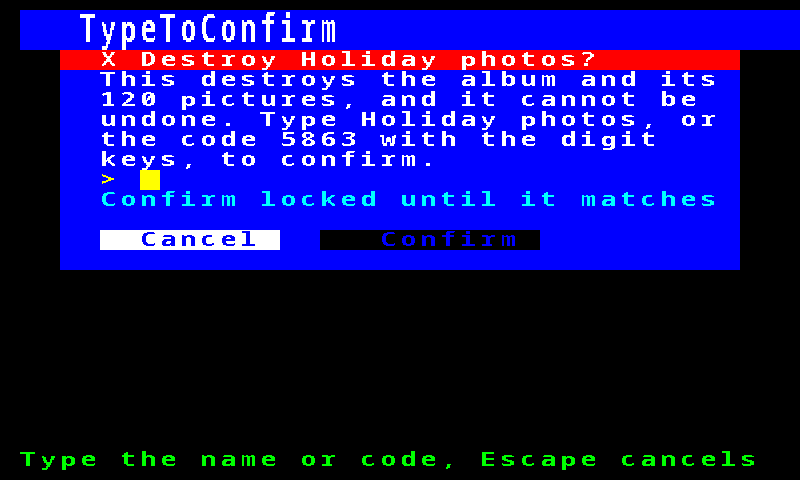 TypeToConfirm
X Destroy Holiday photos?
This destroys the album and its
120 pictures, and it cannot be
undone. Type Holiday photos, or
the code 5863 with the digit
keys, to confirm.
>
Confirm locked until it matches
Cancel Confirm
Type the name or code, Escape cancels